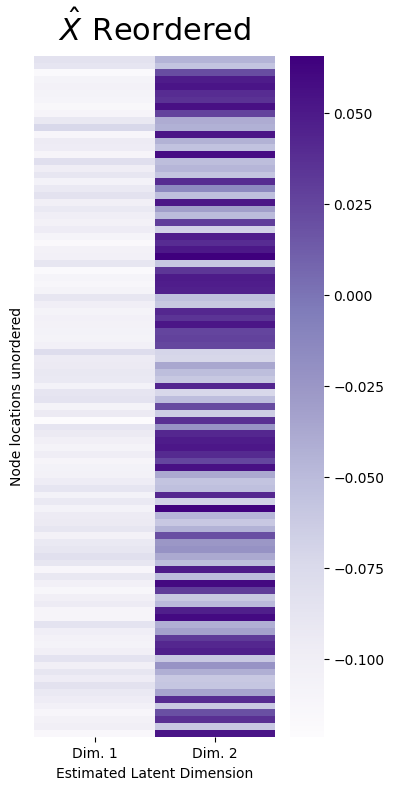 X̂ Reordered
Node locations unordered
0.050
0.025
0.000
−0.025
−0.050
−0.075
−0.100
Dim. 1 Dim. 2
Estimated Latent Dimension